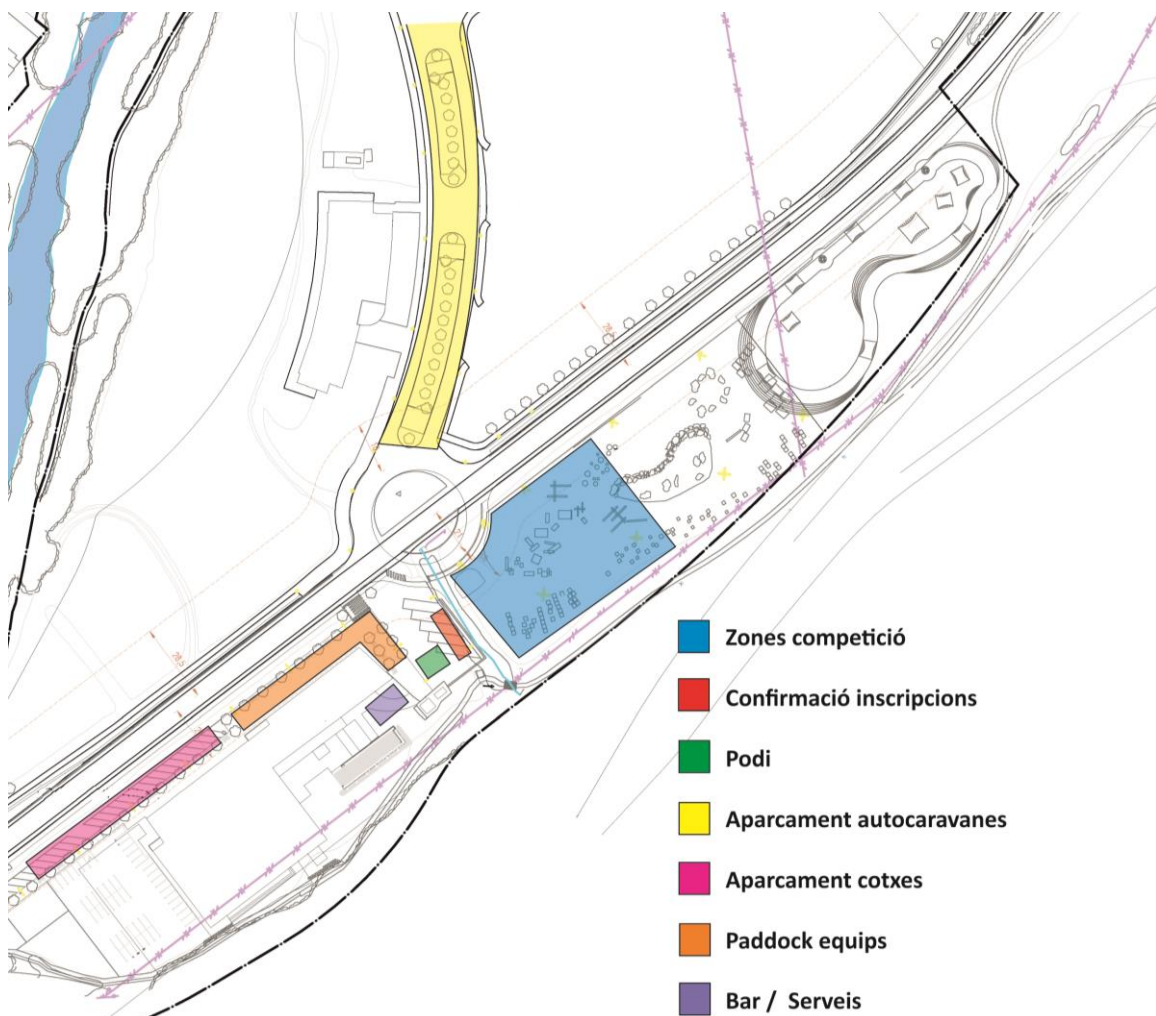 Zones competició
Confirmació inscripcions
Podi
Aparcament autocaravanes
Aparcament cotxes
Paddock equips
Bar / Serveis